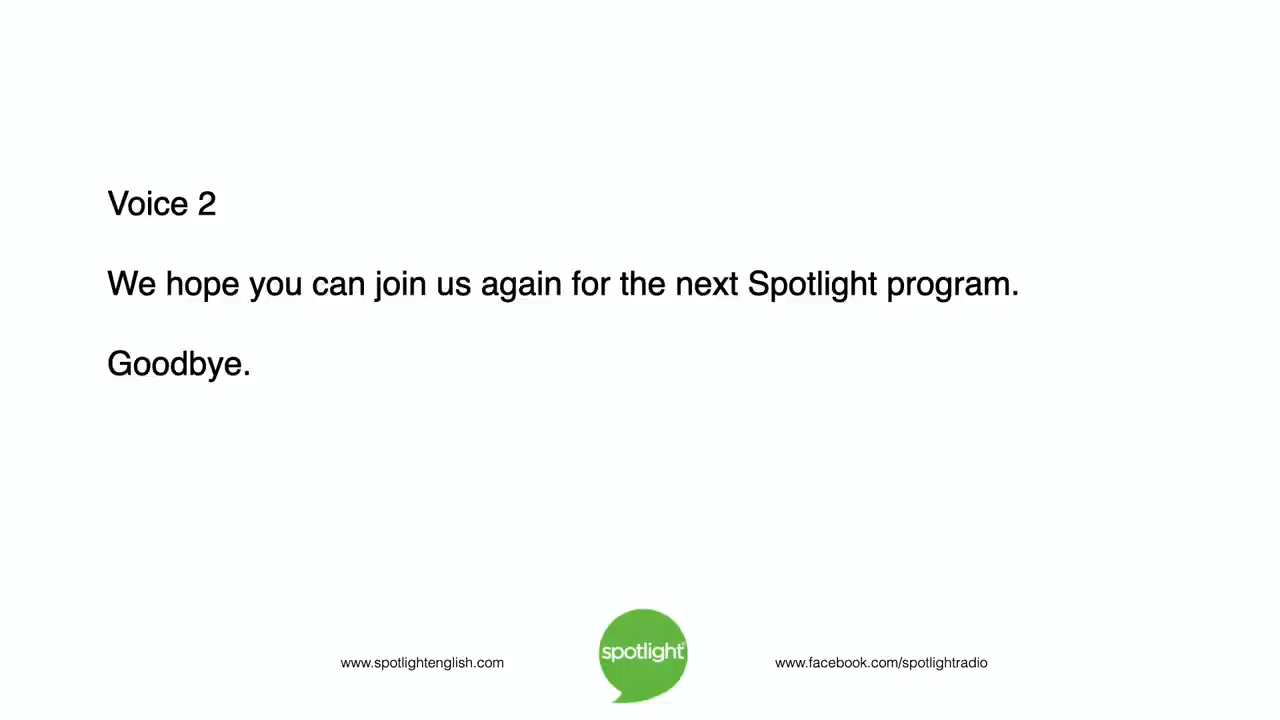 Voice 2
We hope you can join us again for the next Spotlight program.
Goodbye.
spotlight
www.spotlightenglish.com
www.facebook.com/spotlightradio